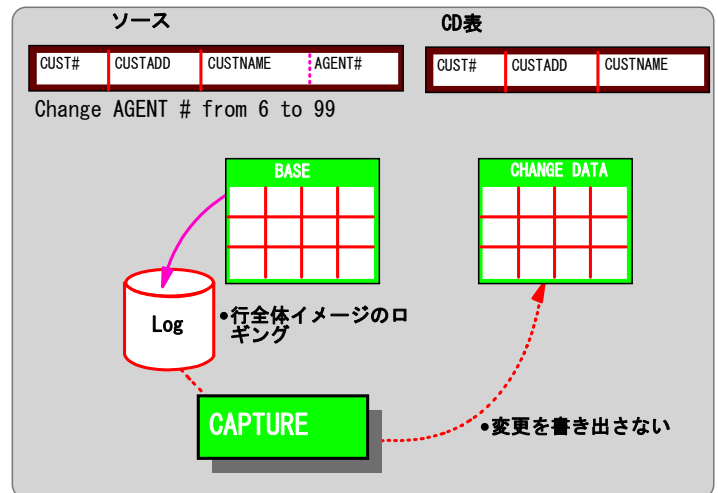 ソース
CD表
CUST# CUSTADD CUSTNAME AGENT#
CUST# CUSTADD CUSTNAME
Change AGENT # from 6 to 99
BASE
CHANGE DATA
Log
•行全体イメージのロ
ギング
CAPTURE
•変更を書き出さない